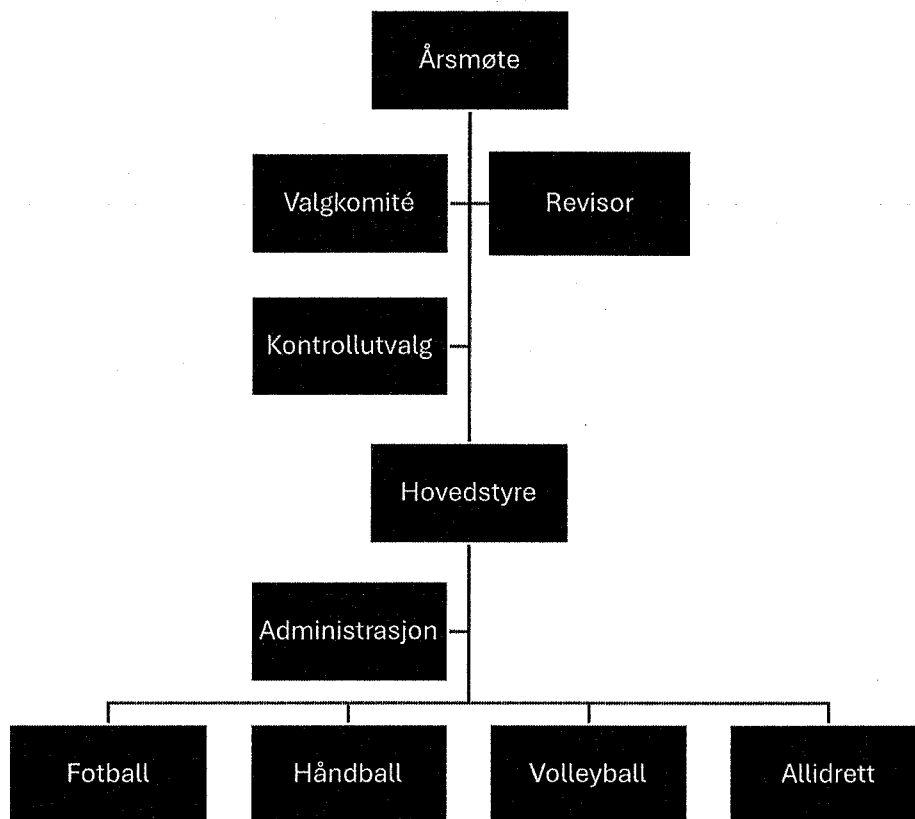 Årsmøte
Valgkomité
Revisor
Kontrollutvalg
Hovedstyre
Administrasjon
Fotball
Håndball
Volleyball
Allidrett